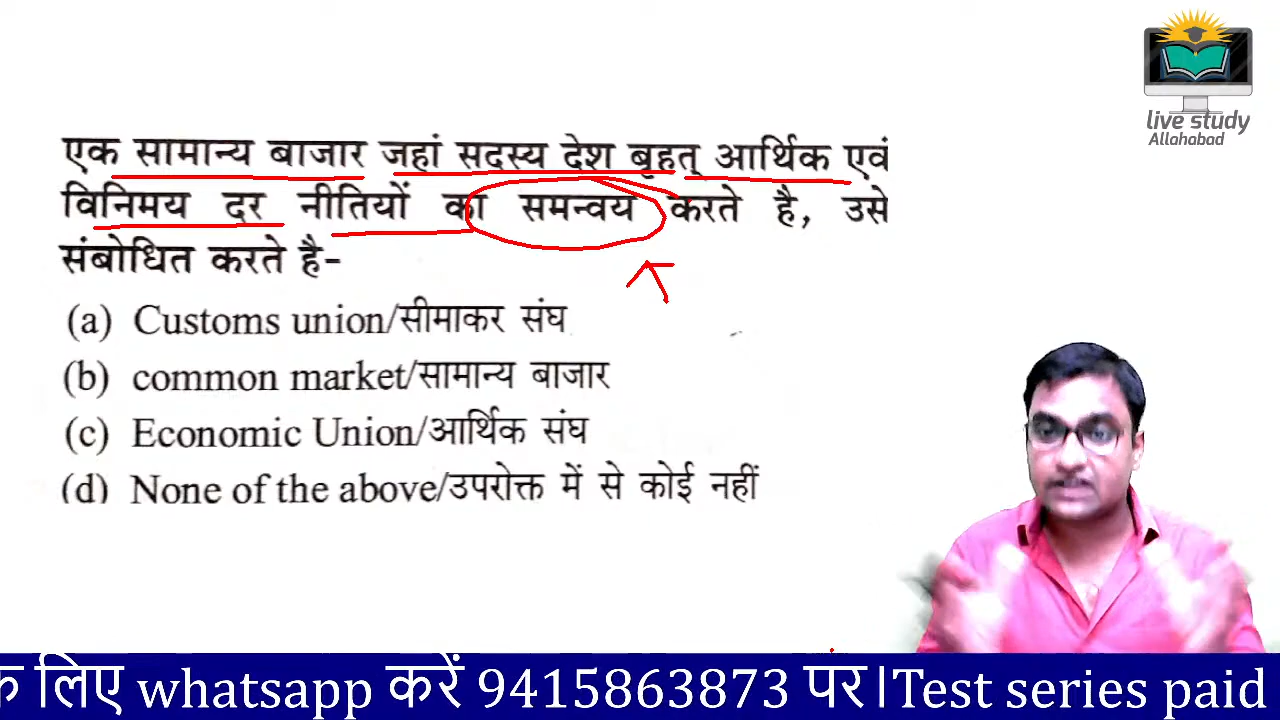 live study
Allahabad
एक सामान्य बाजार जहां सदस्य देश बृहत् आर्थिक एवं
विनिमय दर नीतियों का समन्वय करते है, उसे
संबोधित करते है-
(a) Customs union/सीमाकर संघ
(b) common market/सामान्य बाजार
(c) Economic Union/आर्थिक संघ
(d) None of the above/उपरोक्त में से कोई नहीं
के लिए whatsapp करें 9415863873 पर।Test series paid